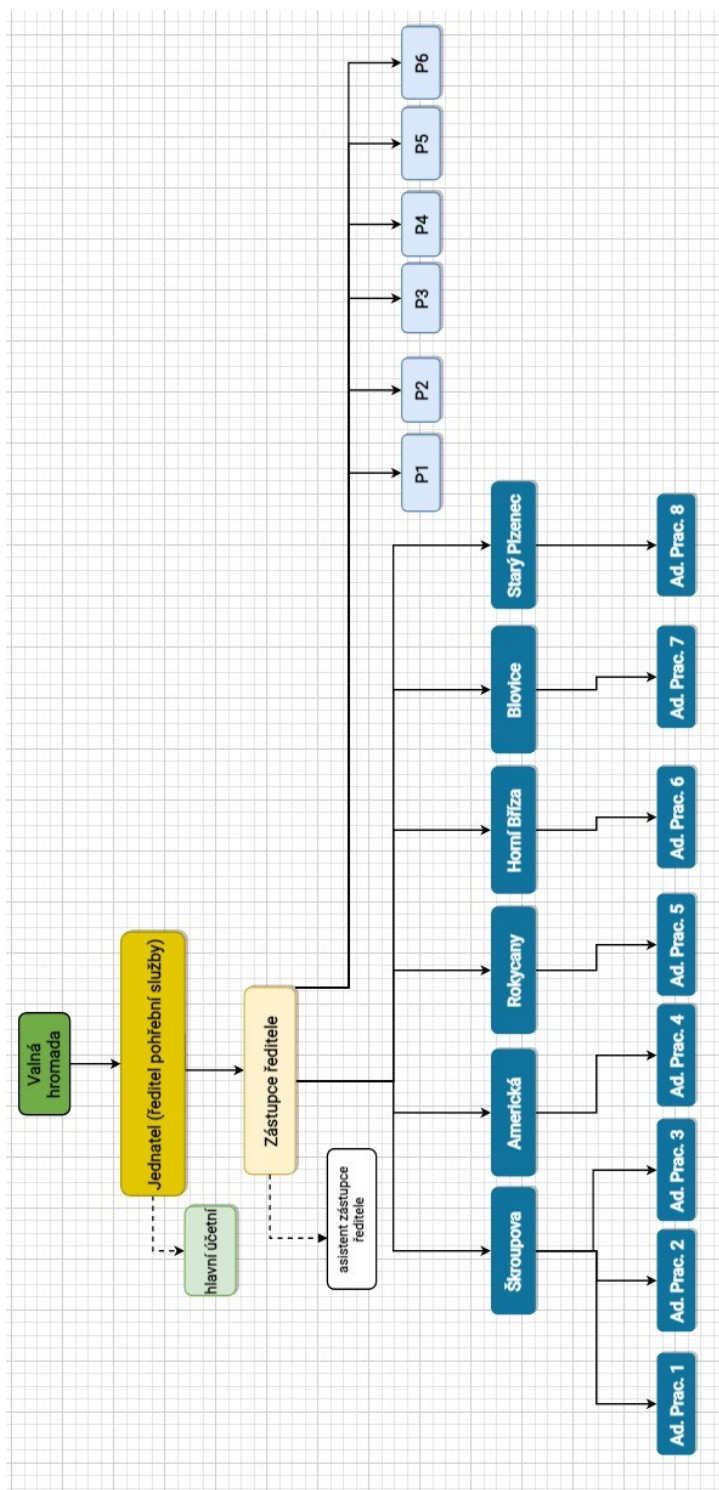 Valná
hromada
Jednatel (ředitel pohřební služby)
hlavní účetní
Zástupce ředitele
asistent zástupce
ředitele
P1
P2
P3
P4
P5
P6
Škroupova
Americká
Rokycany
Horní Bříza
Blovice
Starý Plzenec
Ad. Prac. 1
Ad. Prac. 2
Ad. Prac. 3
Ad. Prac. 4
Ad. Prac. 5
Ad. Prac. 6
Ad. Prac. 7
Ad. Prac. 8